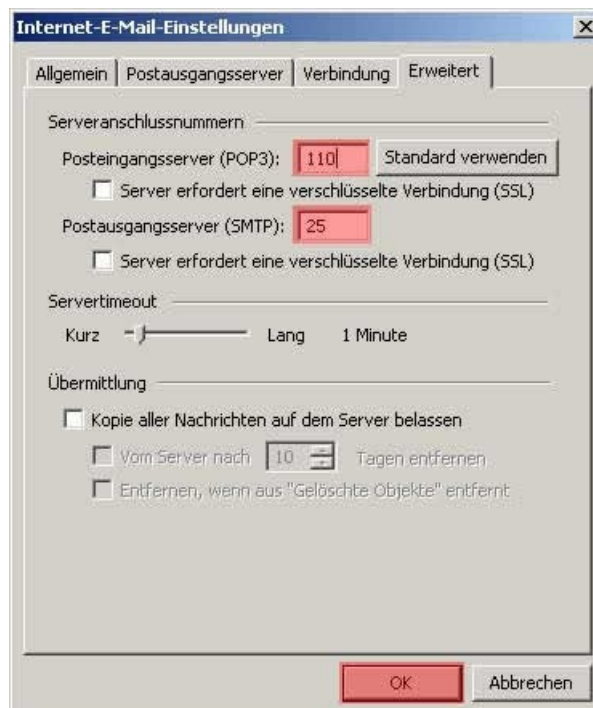 Internet-E-Mail-Einstellungen
Allgemein Postausgangsserver Verbindung Erweitert
Serveranschlussnummern
Posteingangsserver (POP3): 110 Standard verwenden
Server erfordert eine verschlüsselte Verbindung (SSL)
Postausgangsserver (SMTP): 25
Server erfordert eine verschlüsselte Verbindung (SSL)
Servertimeout
Kurz Lang 1 Minute
Übermittlung
Kopie aller Nachrichten auf dem Server belassen
Vom Server nach 10 Tagen entfernen
Entfernen, wenn aus "Gelöschte Objekte" entfernt
OK Abbrechen